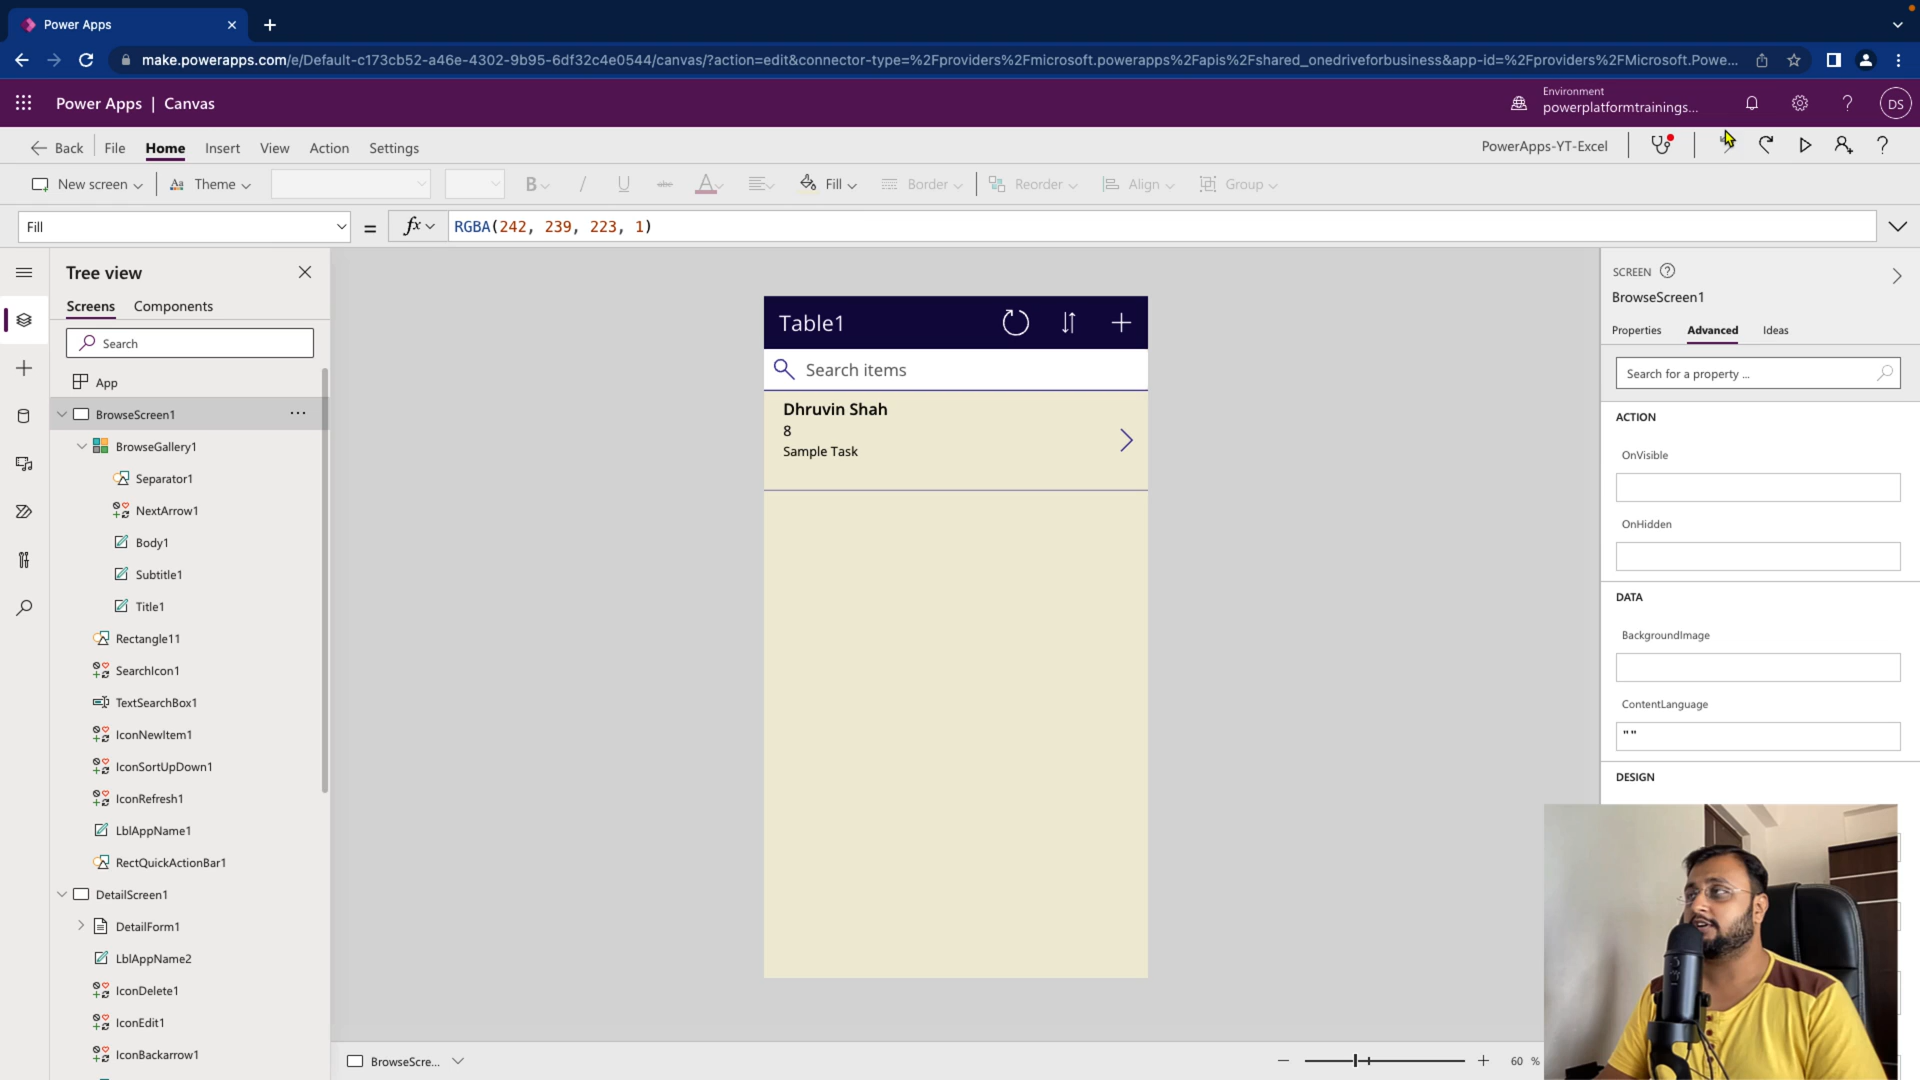 Power Apps
make.powerapps.com/e/Default-c173cb52-a46e-4302-9b95-6df32c4e0544/canvas/?action=edit&connector-type=%2Fproviders%2Fmicrosoft.powerapps%2Fapis%2Fshared_onedriveforbusiness&app-id=%2Fproviders%2FMicrosoft.Powe...
Power Apps | Canvas
Environment
powerplatformtrainings...
DS
Back
File
Home
Insert
View
Action
Settings
PowerApps-YT-Excel
New screen
Theme
B
Fill
Border
Reorder
Align
Group
Fill
=
fx
RGBA(242, 239, 223, 1)
Tree view
Screens
Components
Search
App
BrowseScreen1
BrowseGallery1
Separator1
NextArrow1
Body1
Subtitle1
Title1
Rectangle11
SearchIcon1
TextSearchBox1
IconNewItem1
IconSortUpDown1
IconRefresh1
LblAppName1
RectQuickActionBar1
DetailScreen1
DetailForm1
LblAppName2
IconDelete1
IconEdit1
IconBackarrow1
Table1
Search items
Dhruvin Shah
8
Sample Task
BrowseScre...
60 %
SCREEN
BrowseScreen1
Properties
Advanced
Ideas
Search for a property ...
ACTION
OnVisible
OnHidden
DATA
BackgroundImage
ContentLanguage
""
DESIGN